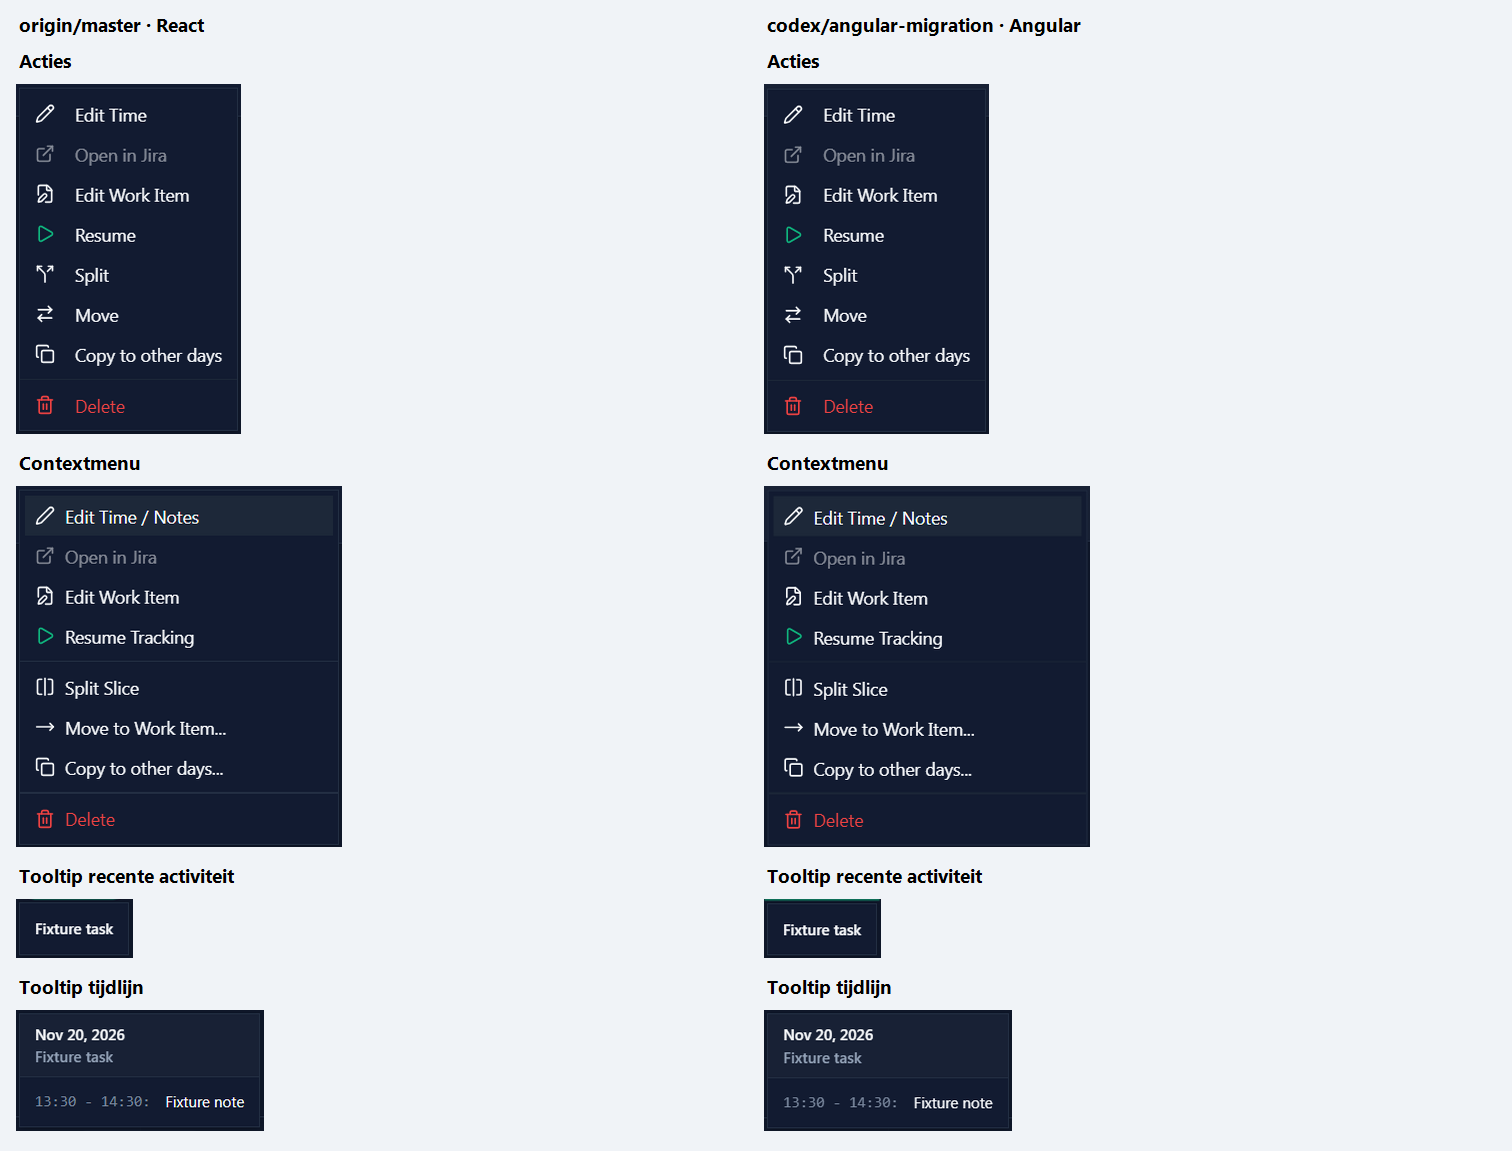 origin/master · React
Acties
Edit Time
Open in Jira
Edit Work Item
Resume
Split
Move
Copy to other days
Delete
Contextmenu
Edit Time / Notes
Open in Jira
Edit Work Item
Resume Tracking
Split Slice
Move to Work Item...
Copy to other days...
Delete
Tooltip recente activiteit
Fixture task
Tooltip tijdlijn
Nov 20, 2026
Fixture task
13:30 - 14:30: Fixture note
codex/angular-migration · Angular
Acties
Edit Time
Open in Jira
Edit Work Item
Resume
Split
Move
Copy to other days
Delete
Contextmenu
Edit Time / Notes
Open in Jira
Edit Work Item
Resume Tracking
Split Slice
Move to Work Item...
Copy to other days...
Delete
Tooltip recente activiteit
Fixture task
Tooltip tijdlijn
Nov 20, 2026
Fixture task
13:30 - 14:30: Fixture note